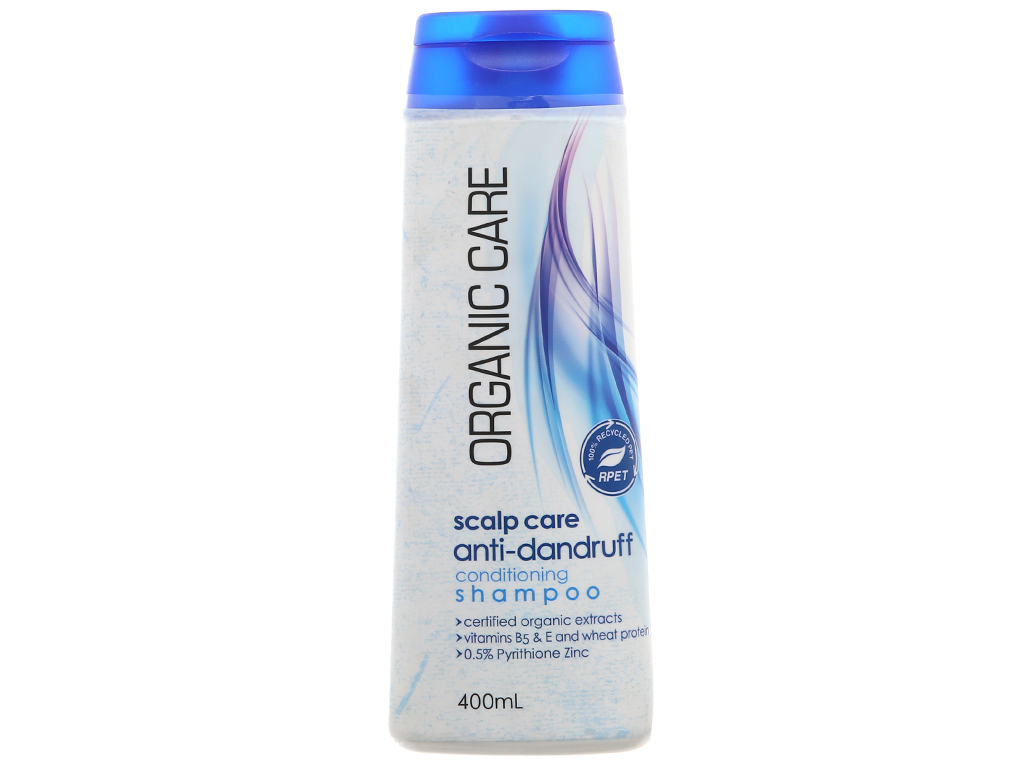 ORGANIC CARE
100% RECYCLED PET
RPET
scalp care
anti-dandruff
conditioning
shampoo
certified organic extracts
vitamins B5 & E and wheat protein
0.5% Pyrithione Zinc
400mL